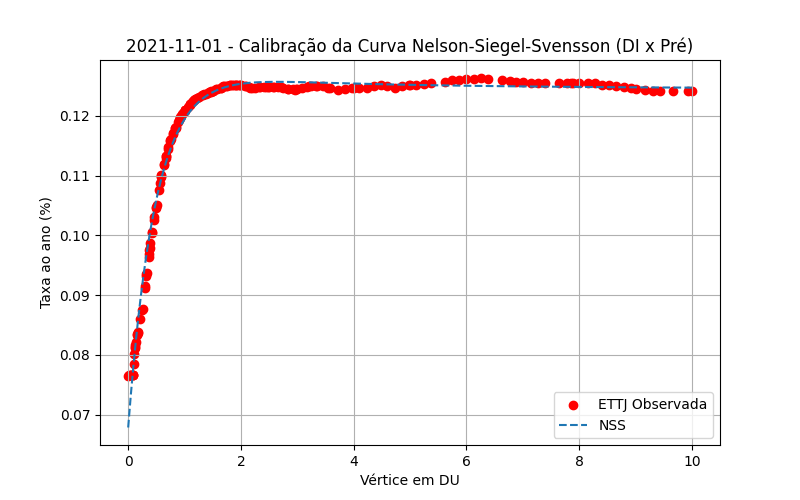 2021-11-01 - Calibração da Curva Nelson-Siegel-Svensson (DI x Pré)
Taxa ao ano (%)
0.12
0.11
0.10
0.09
0.08
0.07
ETTJ Observada
NSS
0 2 4 6 8 10
Vértice em DU